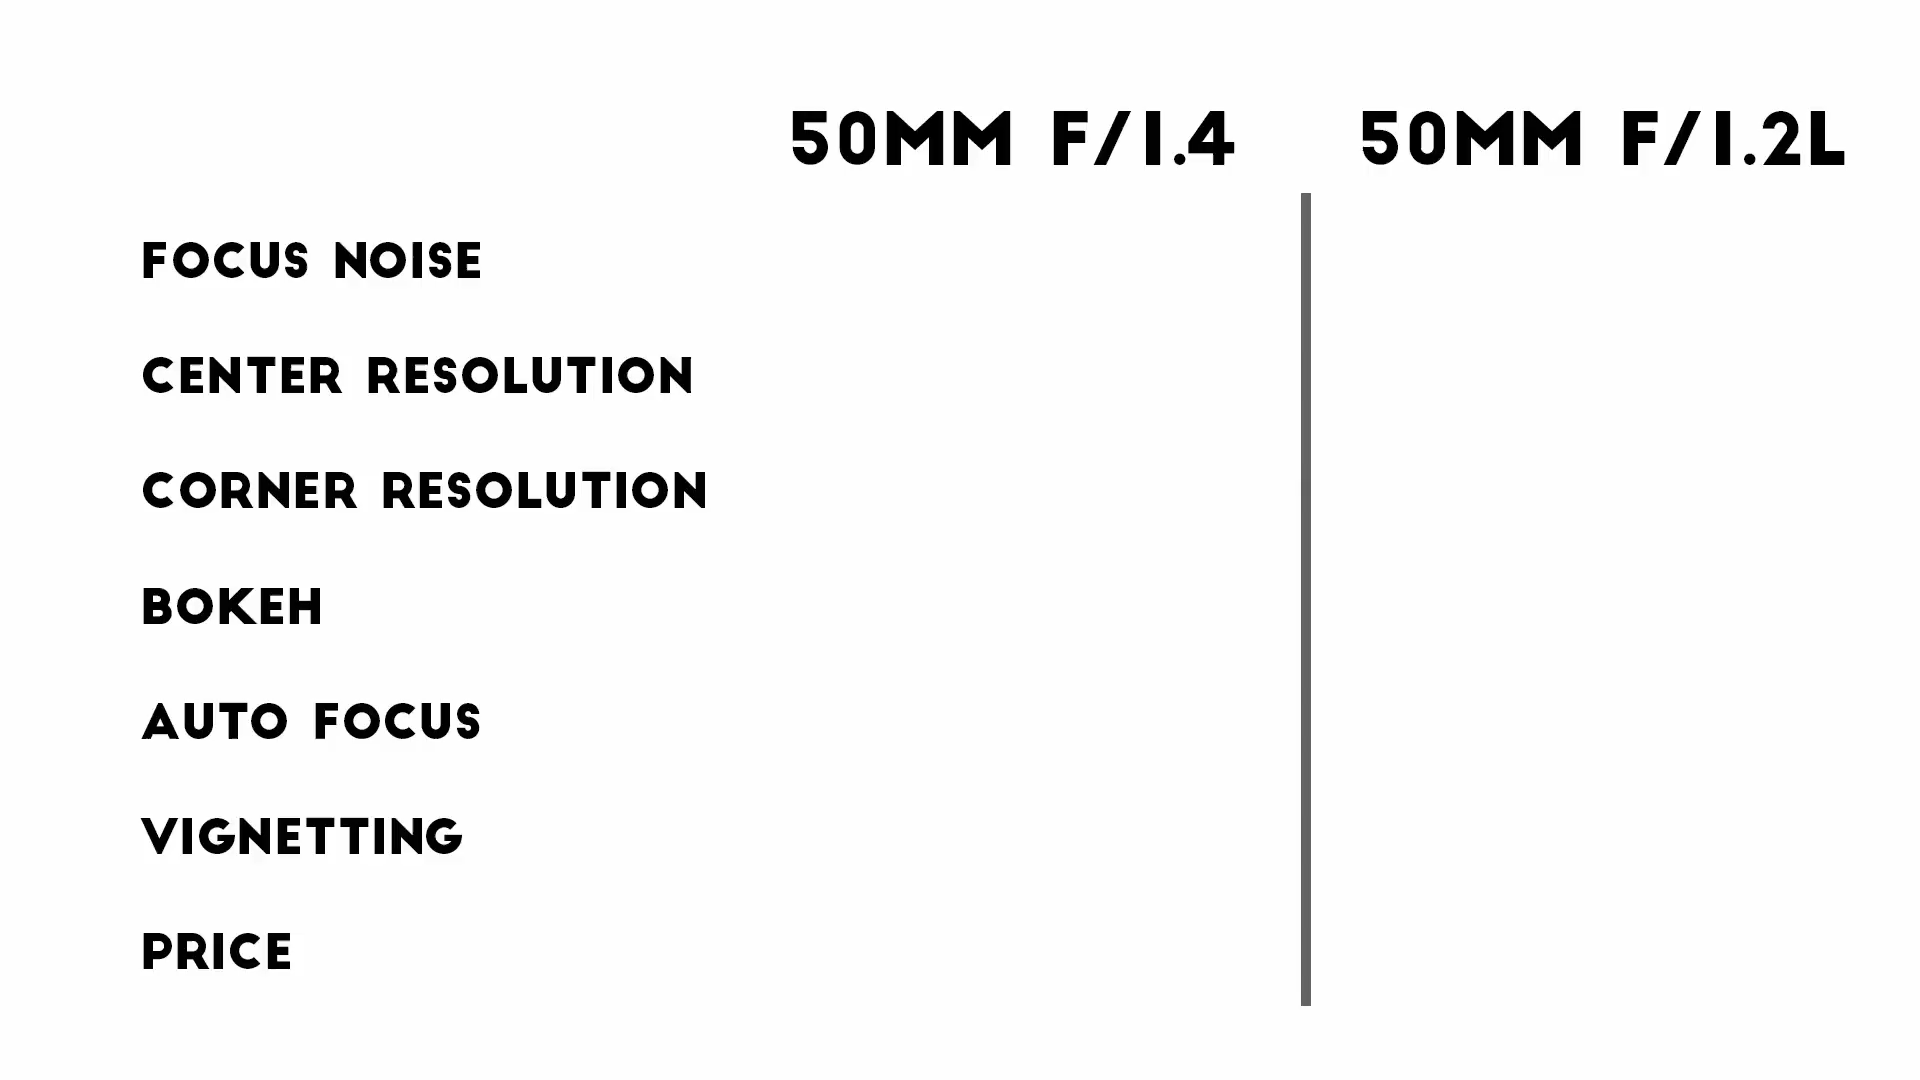 50MM F/1.4 50MM F/1.2L
FOCUS NOISE
CENTER RESOLUTION
CORNER RESOLUTION
BOKEH
AUTO FOCUS
VIGNETTING
PRICE